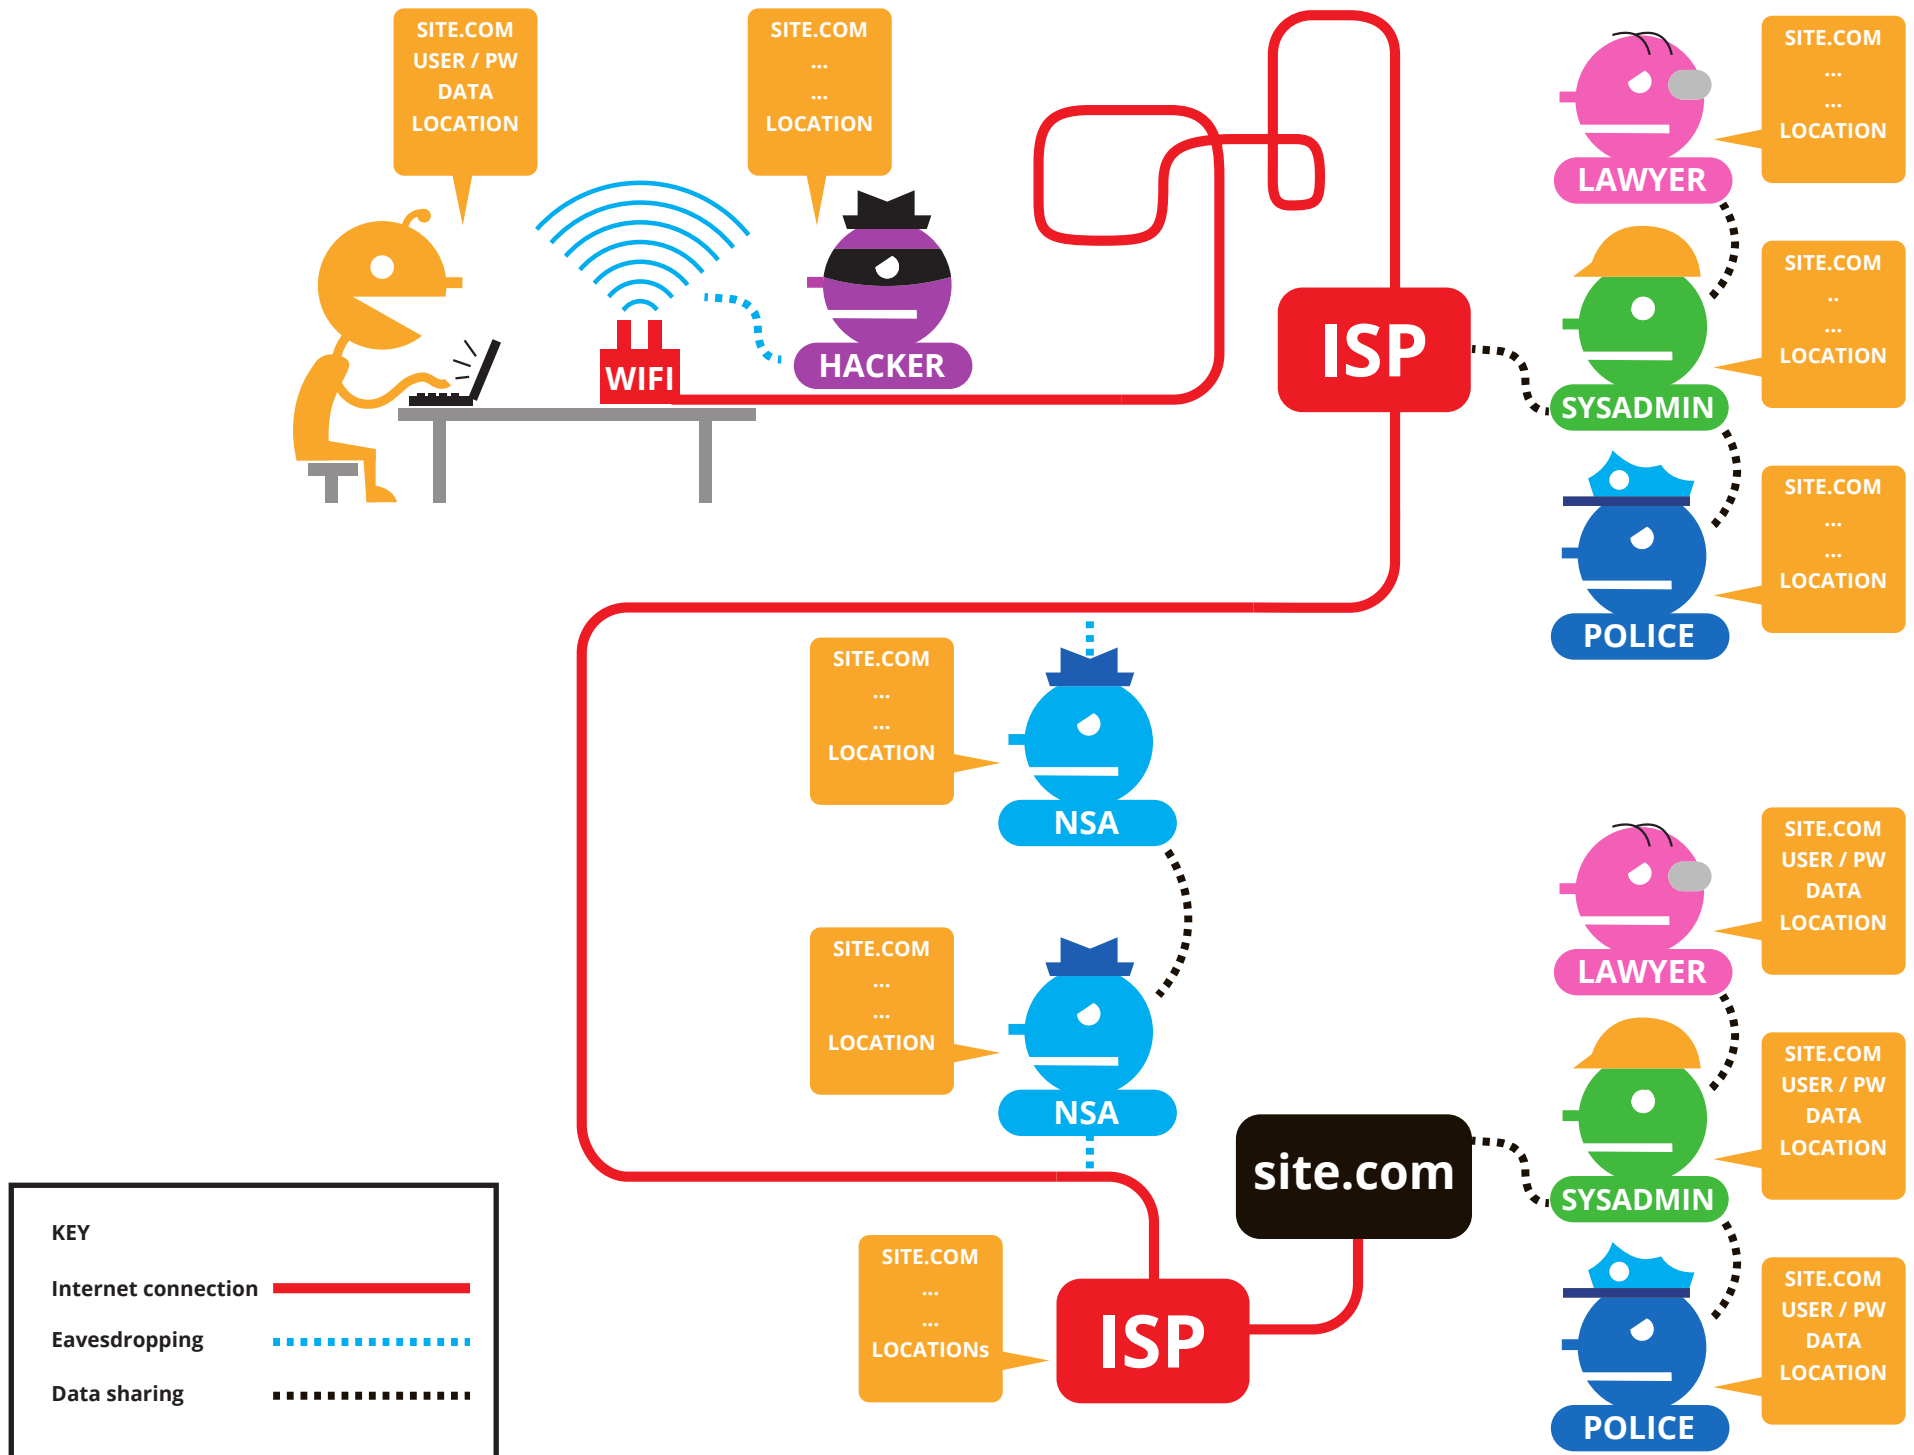 SITE.COM
USER / PW
DATA
LOCATION
SITE.COM
...
...
LOCATION
WIFI
HACKER
ISP
SITE.COM
...
...
LOCATION
LAWYER
SITE.COM
..
...
LOCATION
SYSADMIN
SITE.COM
...
...
LOCATION
POLICE
SITE.COM
...
...
LOCATION
NSA
SITE.COM
...
...
LOCATION
NSA
SITE.COM
...
...
LOCATIONs
ISP
site.com
SITE.COM
USER / PW
DATA
LOCATION
LAWYER
SITE.COM
USER / PW
DATA
LOCATION
SYSADMIN
SITE.COM
USER / PW
DATA
LOCATION
POLICE
KEY
Internet connection
Eavesdropping
Data sharing